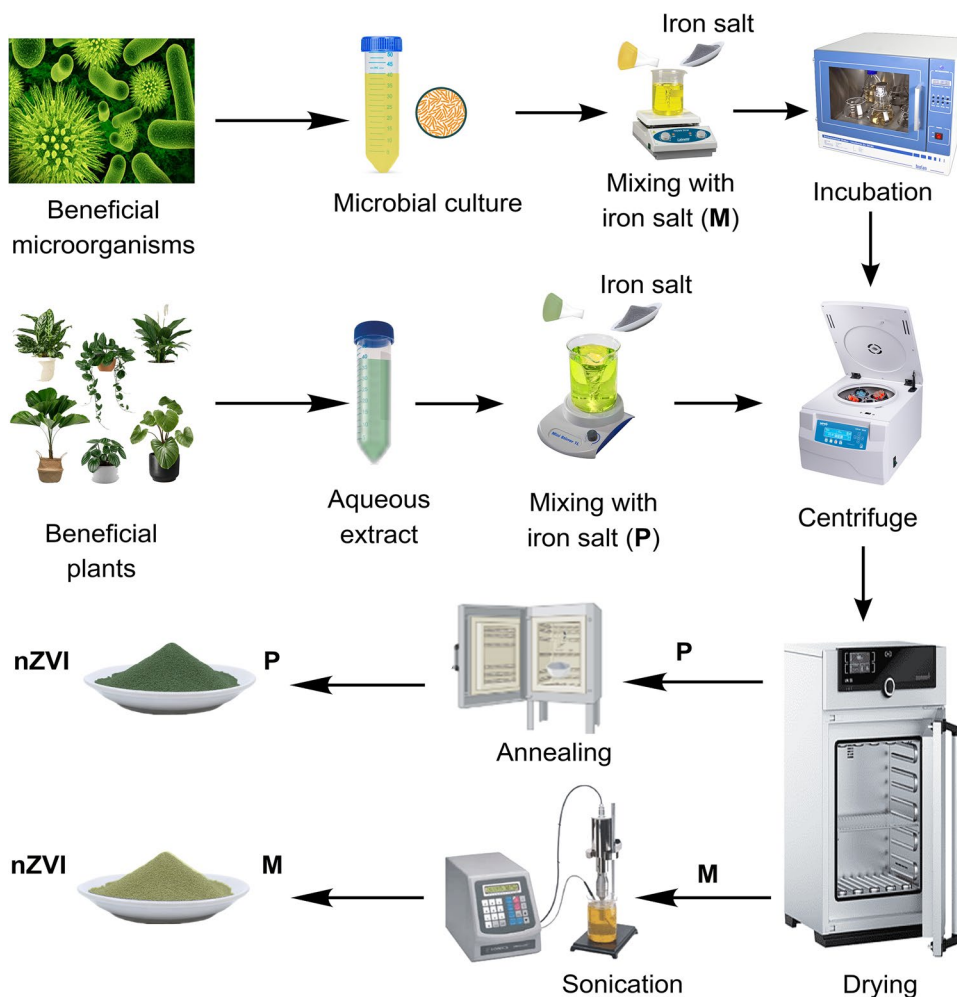 Iron salt
Beneficial
microorganisms
Microbial culture
Mixing with
iron salt (M)
Incubation
Iron salt
Beneficial
plants
Aqueous
extract
Mixing with
iron salt (P)
Centrifuge
nZVI
P
P
Annealing
nZVI
M
M
Sonication
Drying